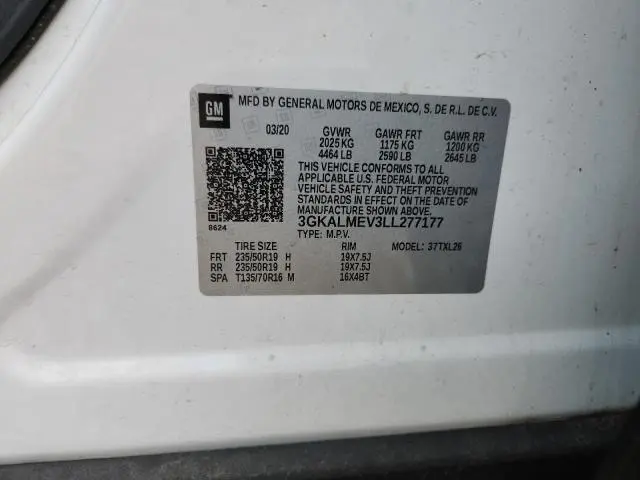 GM
MFD BY GENERAL MOTORS DE MEXICO, S. DE R.L. DE C.V.
03/20 GVWR GAWR FRT GAWR RR
2025 KG 1175 KG 1200 KG
4464 LB 2590 LB 2645 LB
THIS VEHICLE CONFORMS TO ALL
APPLICABLE U.S. FEDERAL MOTOR
VEHICLE SAFETY AND THEFT PREVENTION
STANDARDS IN EFFECT ON THE DATE OF
MANUFACTURE SHOWN ABOVE.
8624 3GKALMEV3LL277177
TYPE: M.P.V. MODEL: 37TXL26
TIRE SIZE RIM
FRT 235/50R19 H 19X7.5J
RR 235/50R19 H 19X7.5J
SPA T135/70R16 M 16X4BT